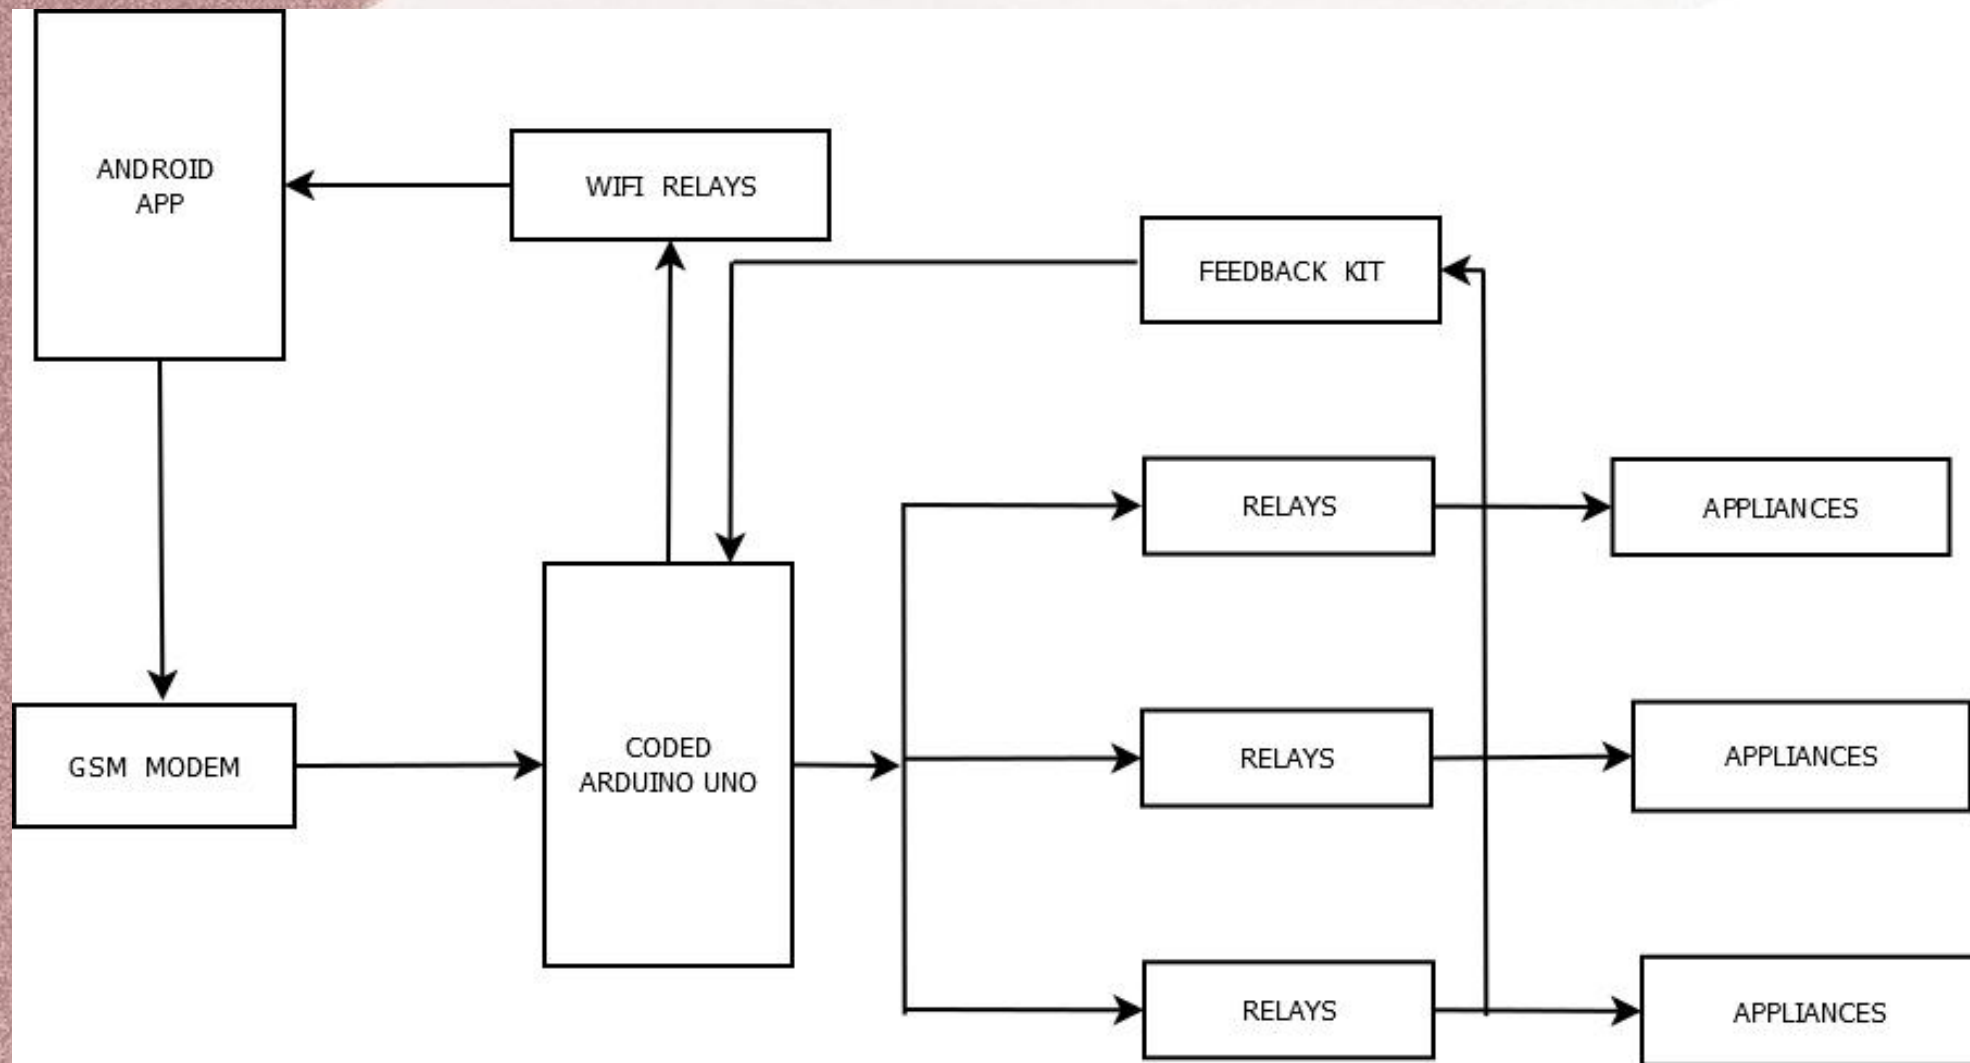 ANDROID
APP
WIFI RELAYS
FEEDBACK KIT
RELAYS
APPLIANCES
GSM MODEM
CODED
ARDUINO UNO
RELAYS
APPLIANCES
RELAYS
APPLIANCES